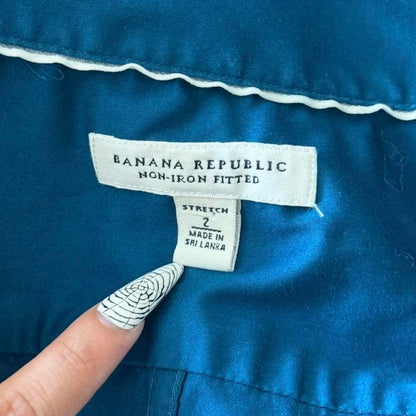 BANANA REPUBLIC
NON-IRON FITTED
STRETCH
2
MADE IN
SRI LANKA